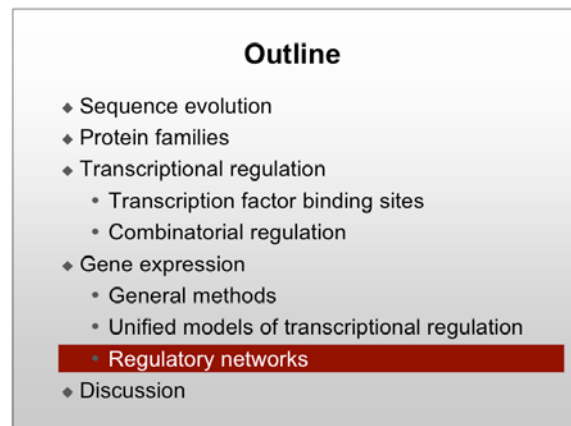 Outline
◆ Sequence evolution
◆ Protein families
◆ Transcriptional regulation
• Transcription factor binding sites
• Combinatorial regulation
◆ Gene expression
• General methods
• Unified models of transcriptional regulation
• Regulatory networks
◆ Discussion